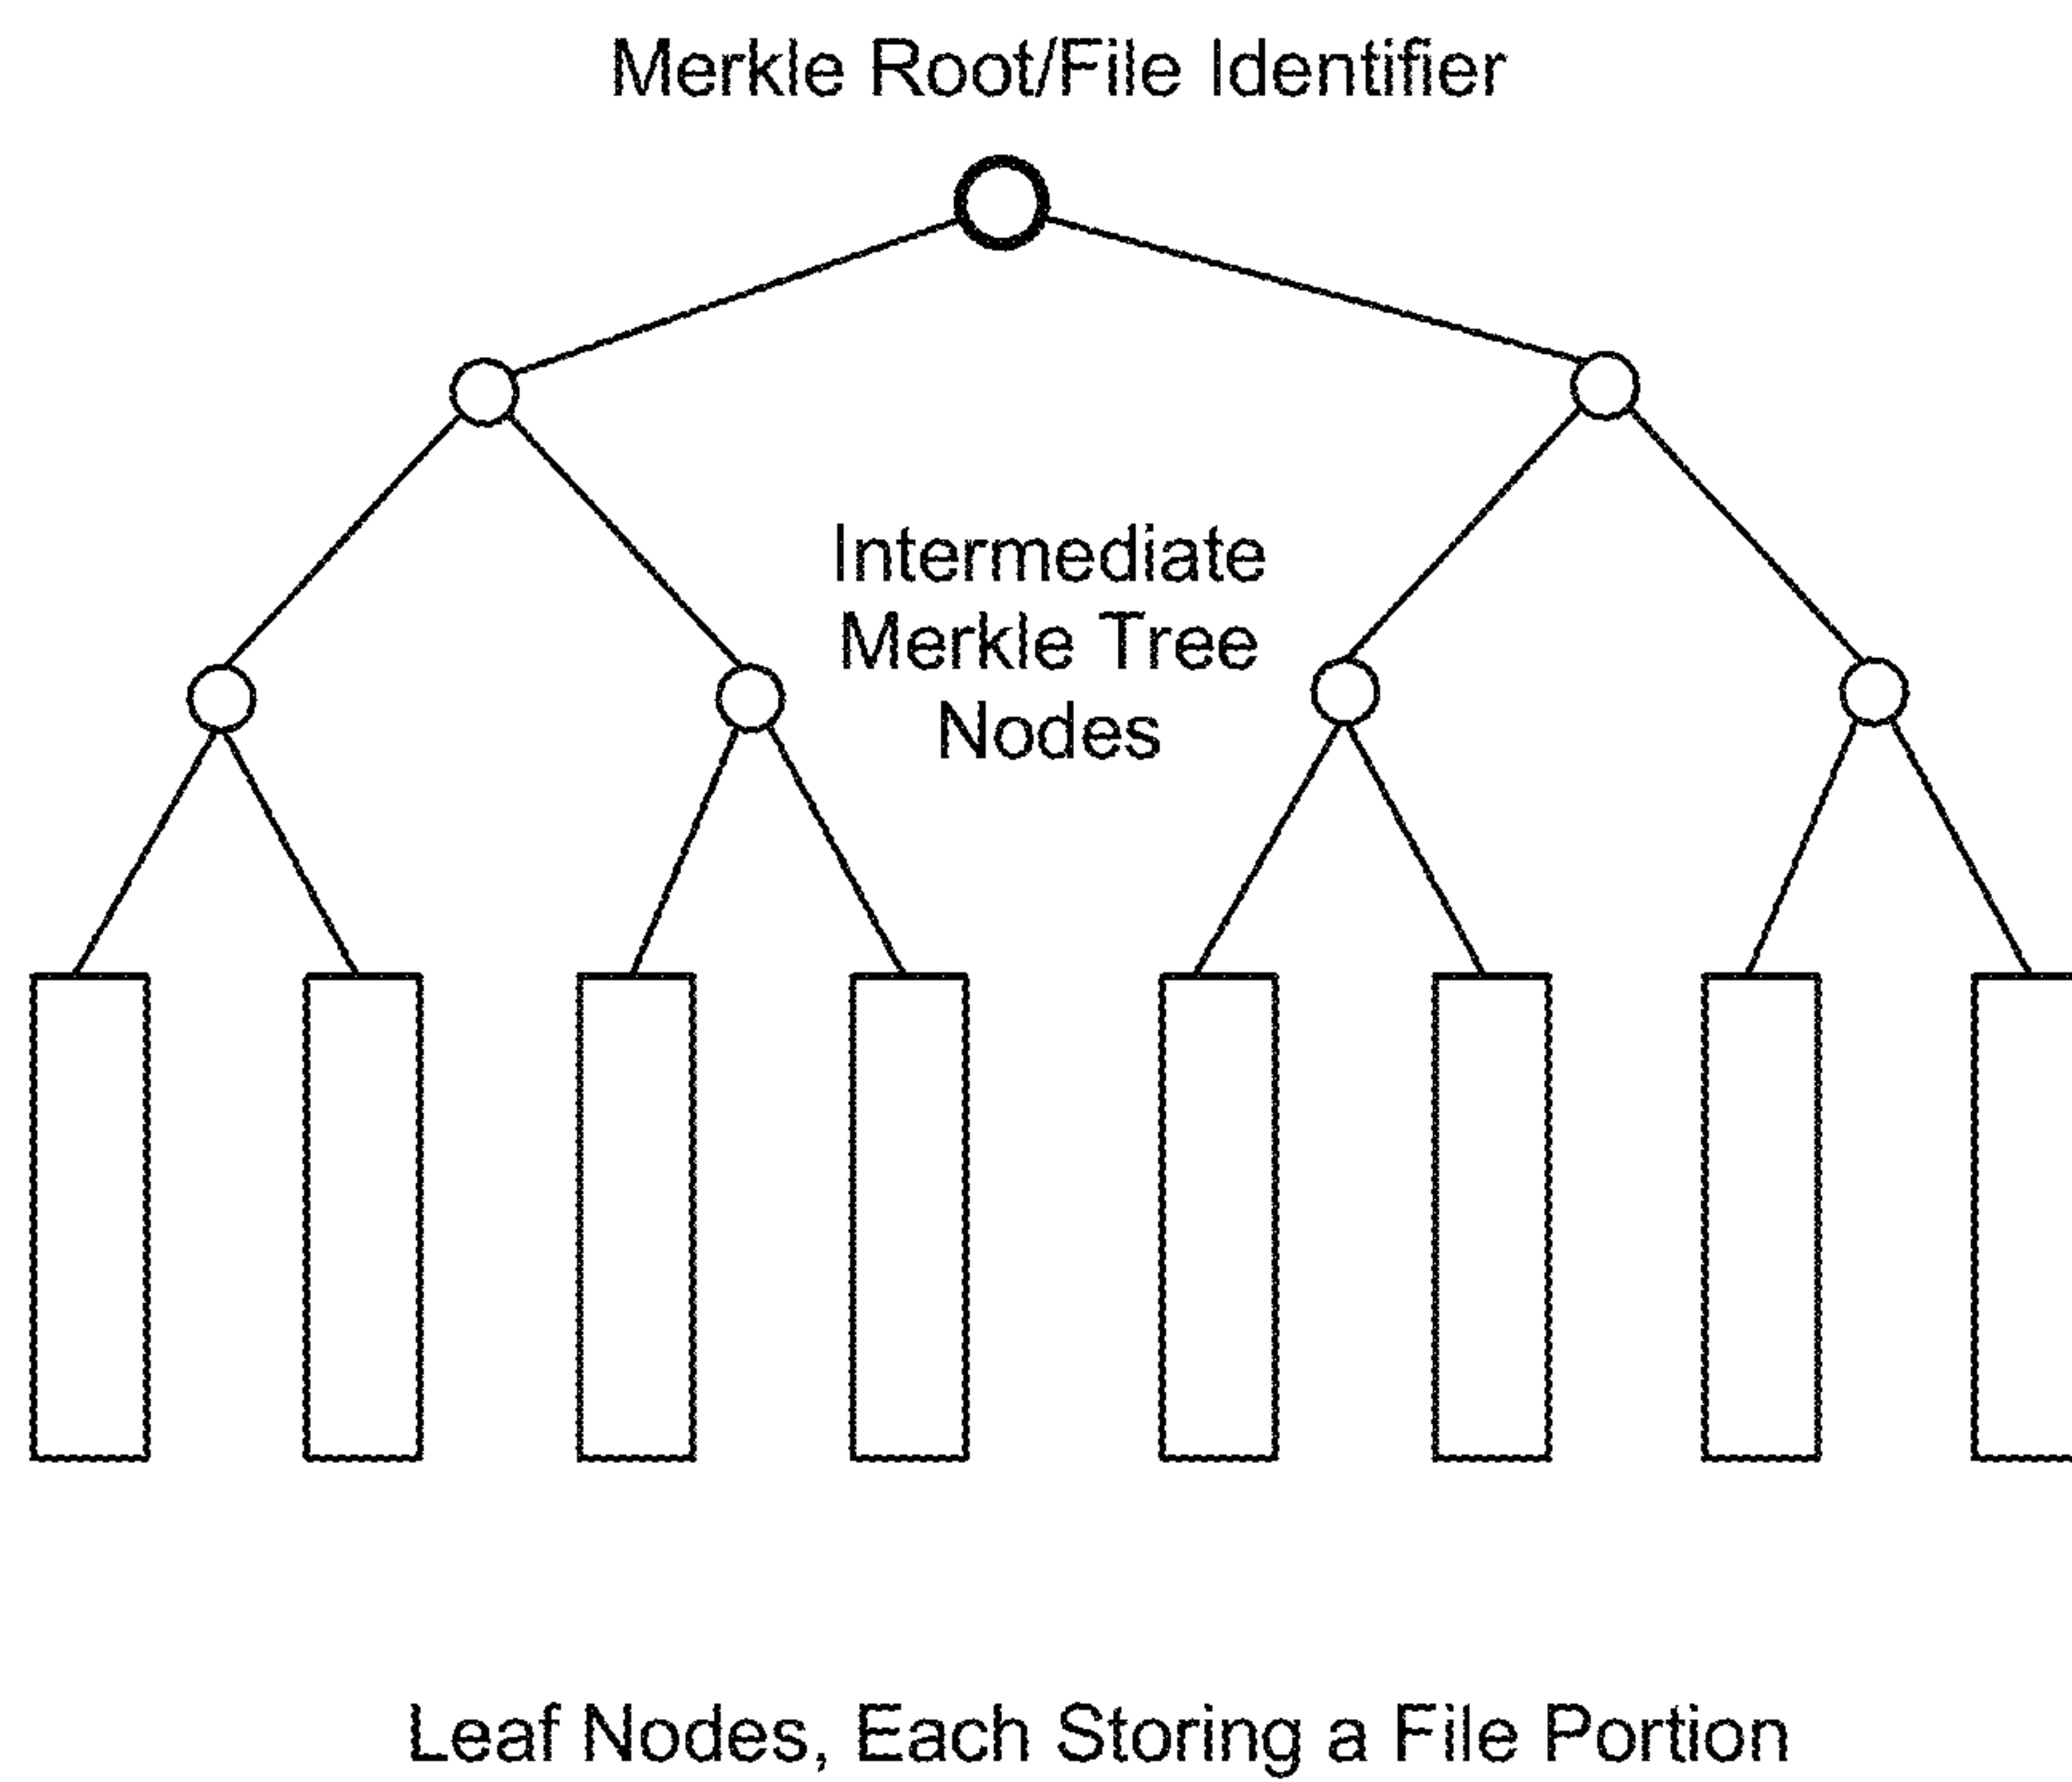 Merkle Root/File Identifier
Intermediate
Merkle Tree
Nodes
Leaf Nodes, Each Storing a File Portion